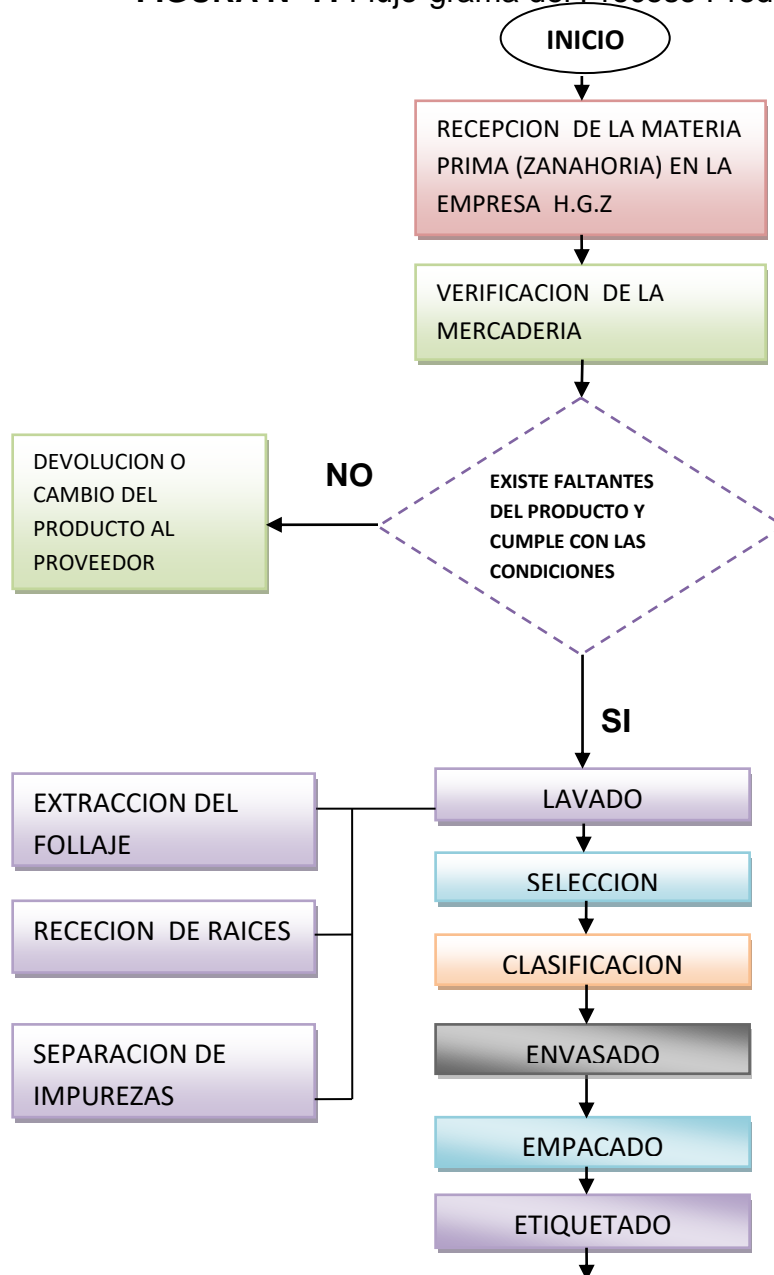 INICIO
RECEPCION DE LA MATERIA
PRIMA (ZANAHORIA) EN LA
EMPRESA H.G.Z
VERIFICACION DE LA
MERCADERIA
EXISTE FALTANTES
DEL PRODUCTO Y
CUMPLE CON LAS
CONDICIONES
NO
DEVOLUCION O
CAMBIO DEL
PRODUCTO AL
PROVEEDOR
SI
LAVADO
EXTRACCION DEL
FOLLAJE
RECECION DE RAICES
SEPARACION DE
IMPUREZAS
SELECCION
CLASIFICACION
ENVASADO
EMPACADO
ETIQUETADO